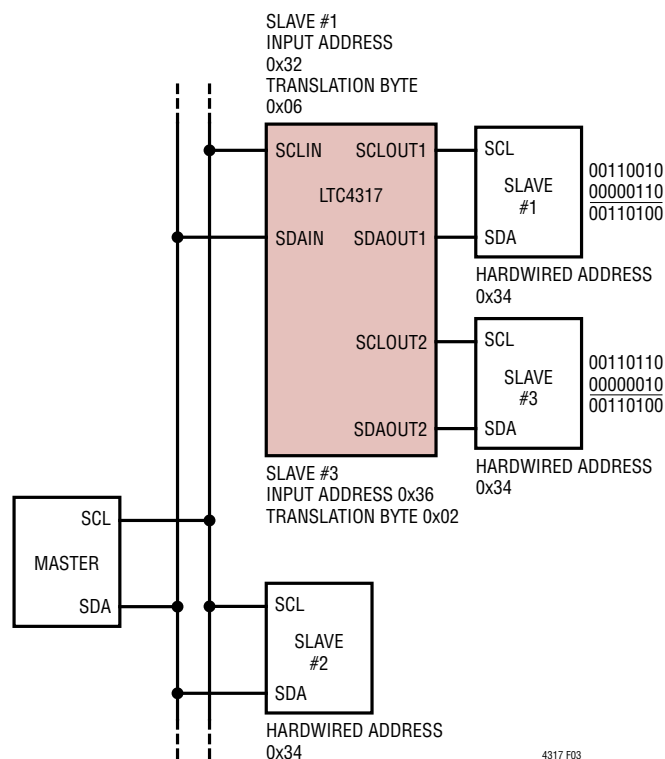 SLAVE #1
INPUT ADDRESS
0x32
TRANSLATION BYTE
0x06
SCLIN
SCLOUT1
LTC4317
SDAIN
SDAOUT1
SCLOUT2
SDAOUT2
SCL
SLAVE
#1
SDA
00110010
00000110
00110100
HARDWIRED ADDRESS
0x34
SCL
SLAVE
#3
SDA
00110110
00000010
00110100
HARDWIRED ADDRESS
0x34
SLAVE #3
INPUT ADDRESS 0x36
TRANSLATION BYTE 0x02
SCL
MASTER
SDA
SCL
SLAVE
#2
SDA
HARDWIRED ADDRESS
0x34
4317 F03